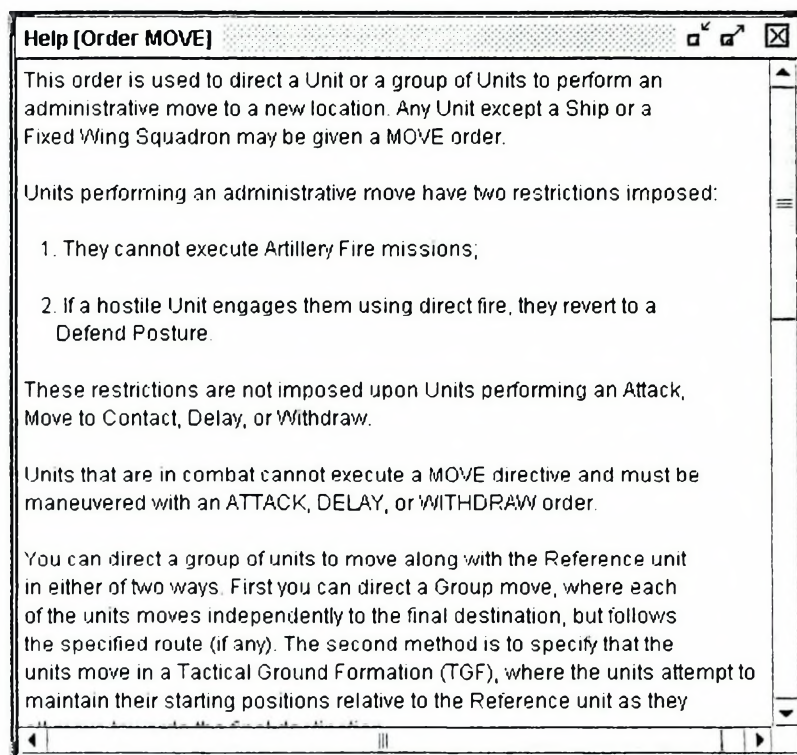 Help [Order MOVE]
This order is used to direct a Unit or a group of Units to perform an
administrative move to a new location. Any Unit except a Ship or a
Fixed Wing Squadron may be given a MOVE order.
Units performing an administrative move have two restrictions imposed:
1. They cannot execute Artillery Fire missions;
2. If a hostile Unit engages them using direct fire, they revert to a
Defend Posture.
These restrictions are not imposed upon Units performing an Attack,
Move to Contact, Delay, or Withdraw.
Units that are in combat cannot execute a MOVE directive and must be
maneuvered with an ATTACK, DELAY, or WITHDRAW order.
You can direct a group of units to move along with the Reference unit
in either of two ways. First you can direct a Group move, where each
of the units moves independently to the final destination, but follows
the specified route (if any). The second method is to specify that the
units move in a Tactical Ground Formation (TGF), where the units attempt to
maintain their starting positions relative to the Reference unit as they